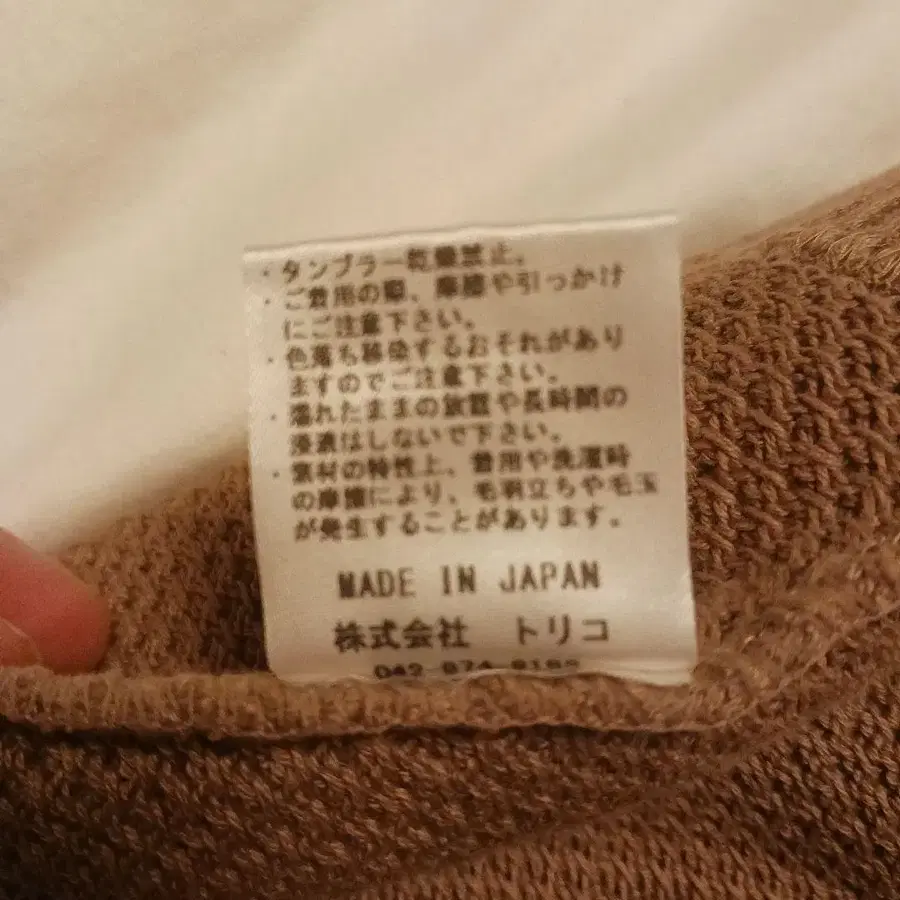 ・タンブラー乾燥禁止。
・ご着用の際、摩擦や引っかけ
にご注意下さい。
・色落ち移染するおそれがあり
ますのでご注意下さい。
・濡れたままの放置や長時間の
浸漬はしないで下さい。
・素材の特性上、着用や洗濯時
の摩擦により、毛羽立ちや毛玉
が発生することがあります。
MADE IN JAPAN
株式会社 トリコ